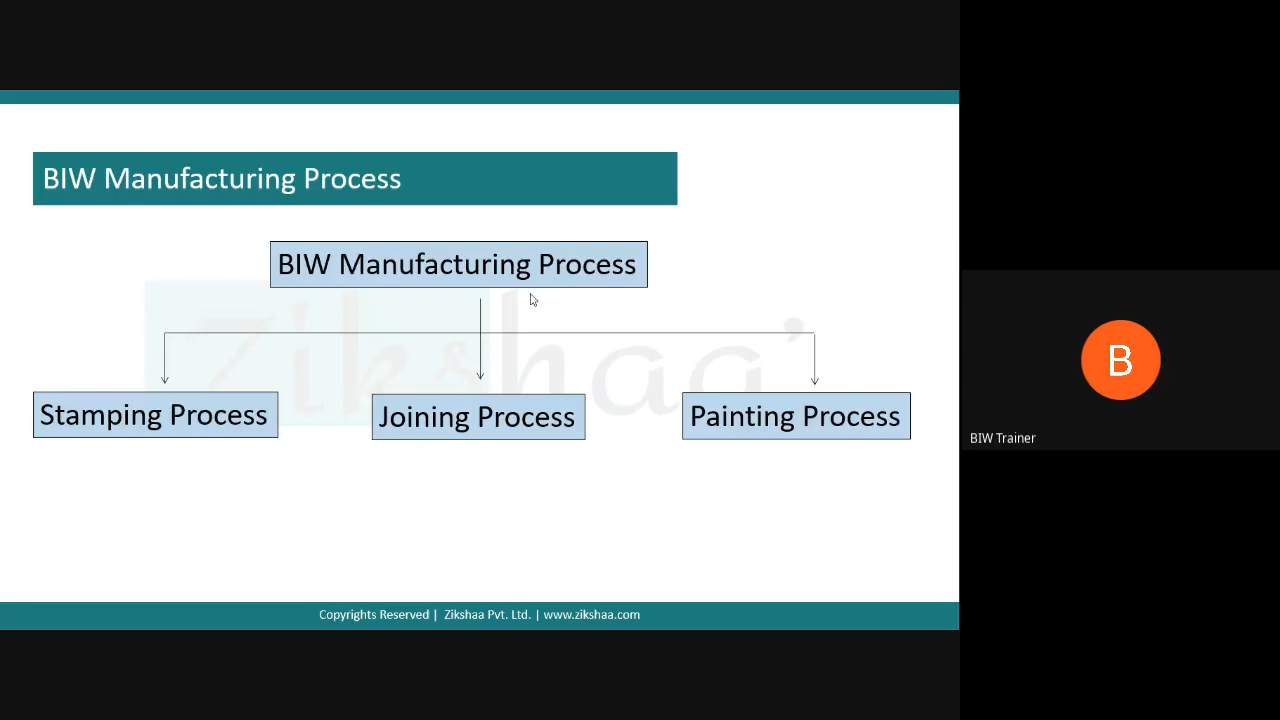 BIW Manufacturing Process
BIW Manufacturing Process
Zikshaa'
Stamping Process
Joining Process
Painting Process
B
BIW Trainer
Copyrights Reserved | Zikshaa Pvt. Ltd. | www.zikshaa.com